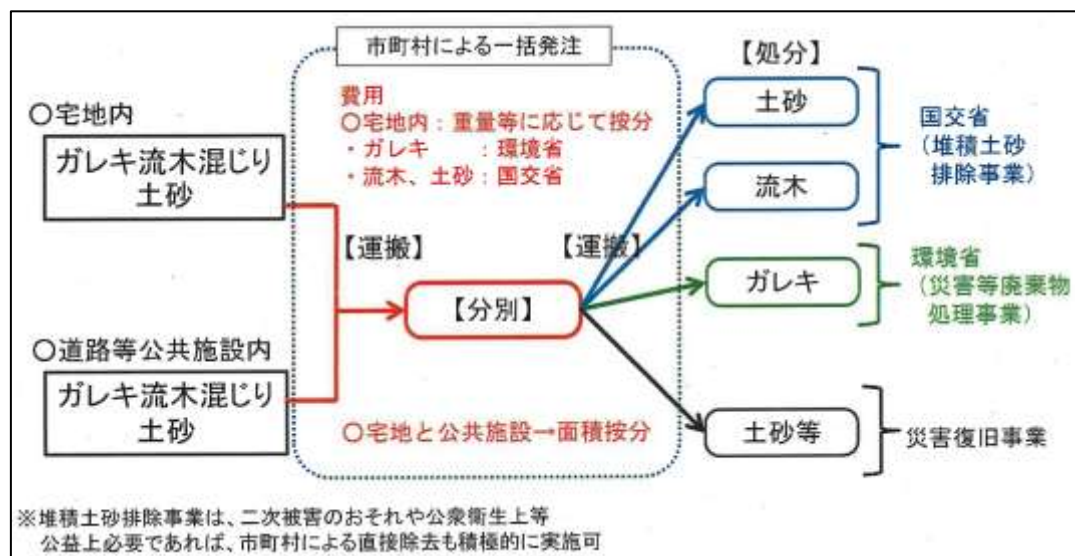 市町村による一括発注
【処分】
費用
○宅地内：重量等に応じて按分
・ガレキ　　：環境省
・流木、土砂：国交省
○宅地内
ガレキ流木混じり
土砂
【運搬】
【運搬】
【分別】
○道路等公共施設内
ガレキ流木混じり
土砂
○宅地と公共施設→面積按分
土砂
流木
国交省
（堆積土砂
排除事業）
ガレキ
環境省
（災害等廃棄物
処理事業）
土砂等
災害復旧事業
※堆積土砂排除事業は、二次被害のおそれや公衆衛生上等
公益上必要であれば、市町村による直接除去も積極的に実施可